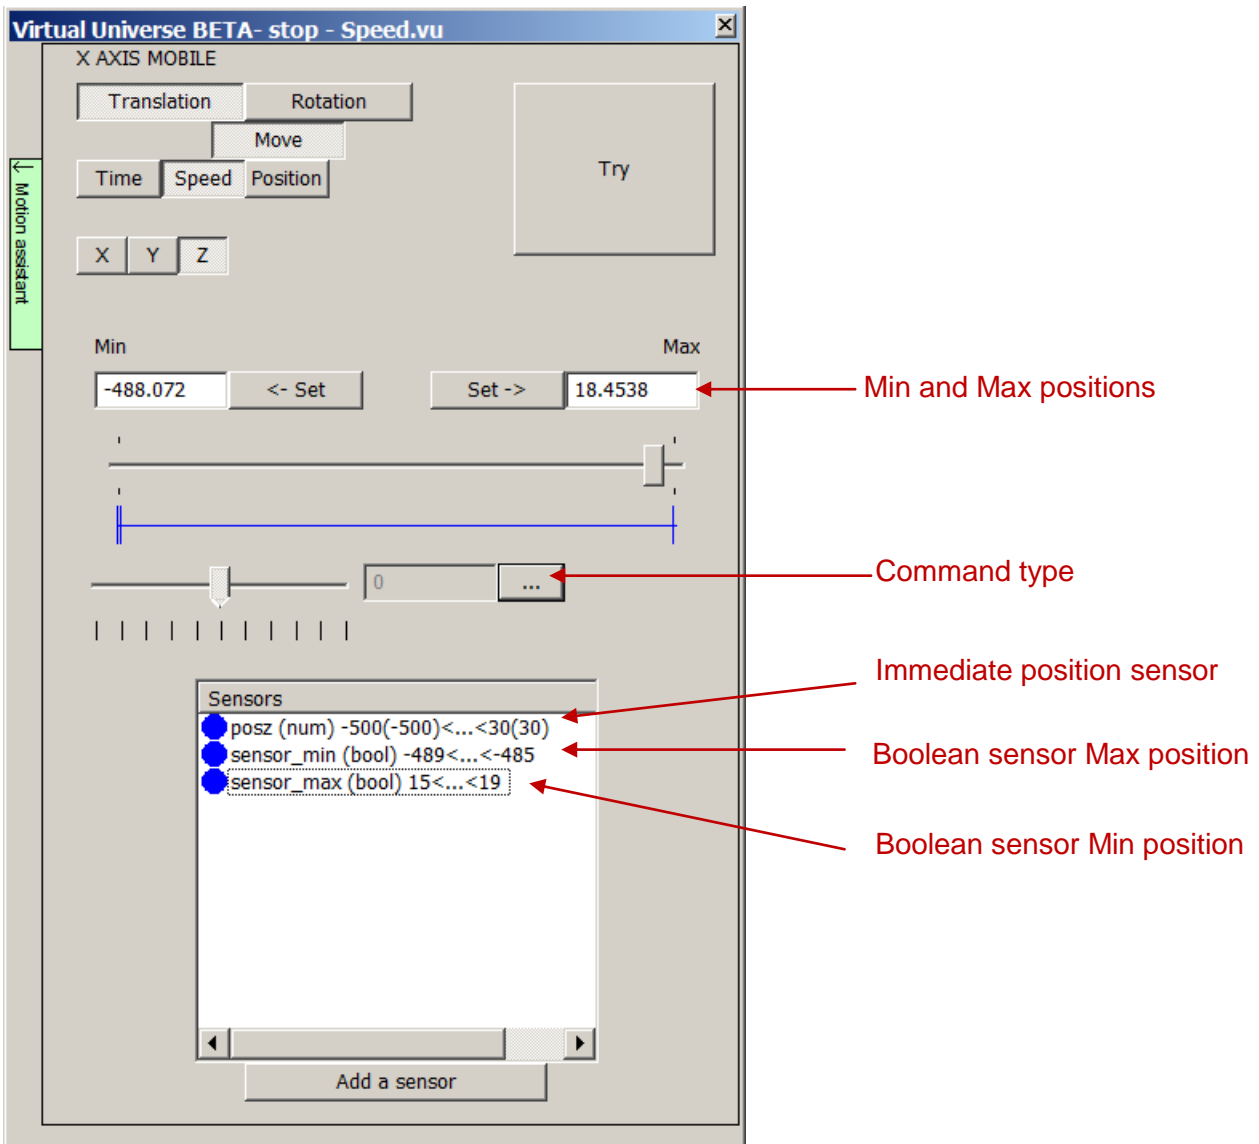 Virtual Universe BETA- stop - Speed.vu
X AXIS MOBILE
Translation Rotation
Move
Time Speed Position
Try
← Motion assistant
X Y Z
Min Max
-488.072 <- Set Set -> 18.4538
Min and Max positions
0 ...
Command type
Immediate position sensor
Sensors
posz (num) -500(-500)<...<30(30)
sensor_min (bool) -489<...<-485
Boolean sensor Max position
sensor_max (bool) 15<...<19
Boolean sensor Min position
Add a sensor